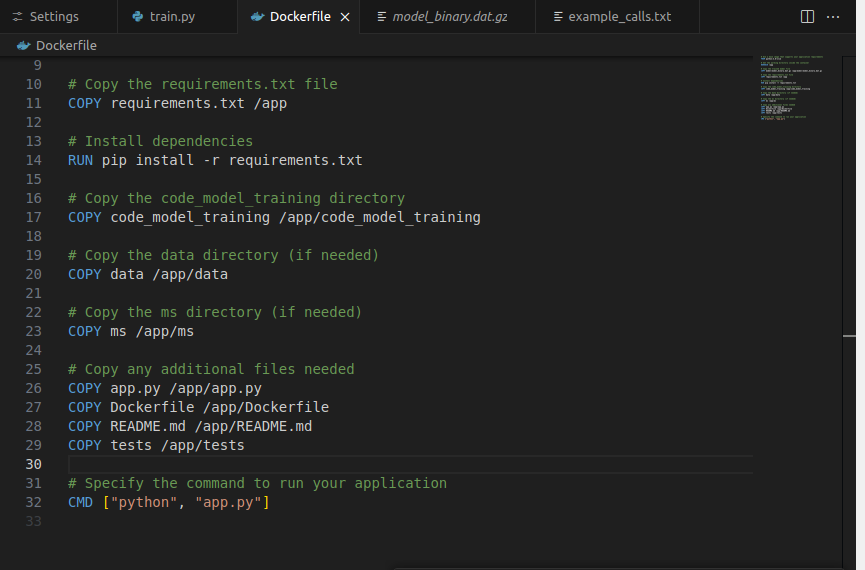 Settings train.py Dockerfile model_binary.dat.gz example_calls.txt
Dockerfile
9
10 # Copy the requirements.txt file
11 COPY requirements.txt /app
12
13 # Install dependencies
14 RUN pip install -r requirements.txt
15
16 # Copy the code_model_training directory
17 COPY code_model_training /app/code_model_training
18
19 # Copy the data directory (if needed)
20 COPY data /app/data
21
22 # Copy the ms directory (if needed)
23 COPY ms /app/ms
24
25 # Copy any additional files needed
26 COPY app.py /app/app.py
27 COPY Dockerfile /app/Dockerfile
28 COPY README.md /app/README.md
29 COPY tests /app/tests
30
31 # Specify the command to run your application
32 CMD ["python", "app.py"]
33